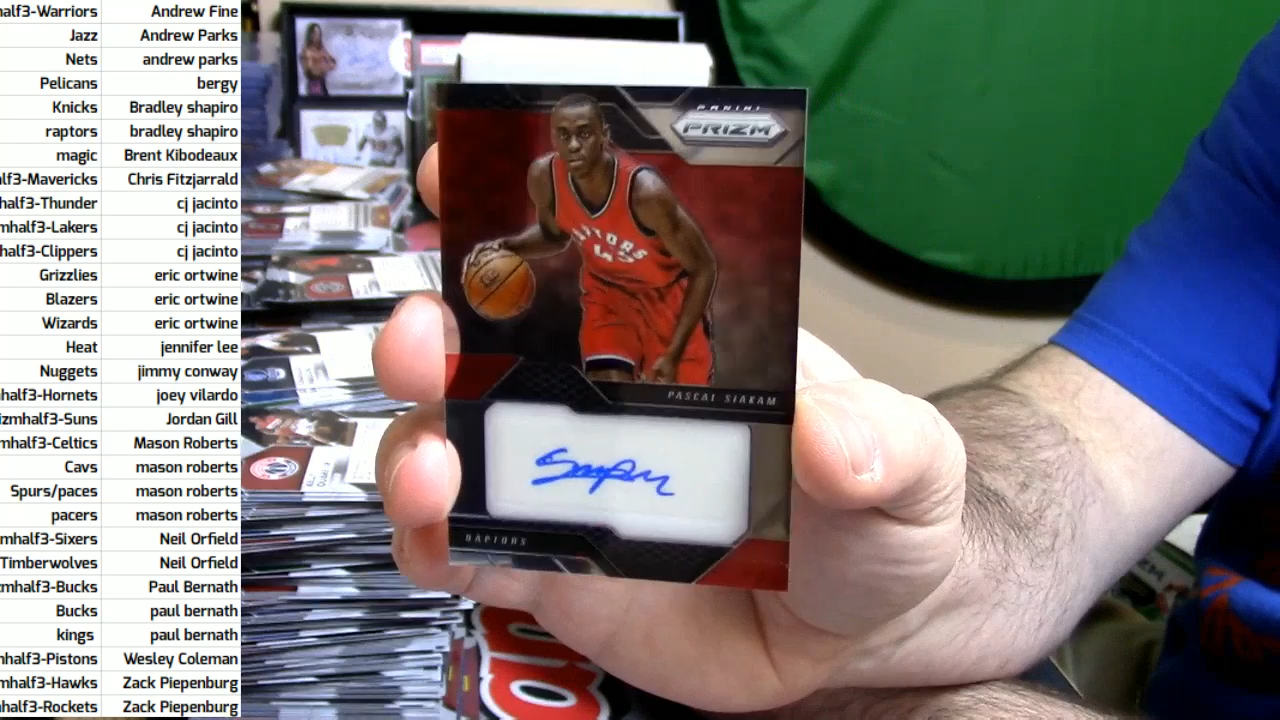 half3-Warriors Andrew Fine
Jazz Andrew Parks
Nets andrew parks
Pelicans bergy
Knicks Bradley shapiro
raptors bradley shapiro
magic Brent Kibodeaux
alf3-Mavericks Chris Fitzjarrald
half3-Thunder cj jacinto
mhalf3-Lakers cj jacinto
half3-Clippers cj jacinto
Grizzlies eric ortwine
Blazers eric ortwine
Wizards eric ortwine
Heat jennifer lee
Nuggets jimmy conway
half3-Hornets joey vilardo
izmhalf3-Suns Jordan Gill
mhalf3-Celtics Mason Roberts
Cavs mason roberts
Spurs/paces mason roberts
pacers mason roberts
mhalf3-Sixers Neil Orfield
Timberwolves Neil Orfield
zmhalf3-Bucks Paul Bernath
Bucks paul bernath
kings paul bernath
nhalf3-Pistons Wesley Coleman
mhalf3-Hawks Zack Piepenburg
half3-Rockets Zack Piepenburg
PANINI
PRIZM
RAPTORS
43
PASCAL SIAKAM
RAPTORS